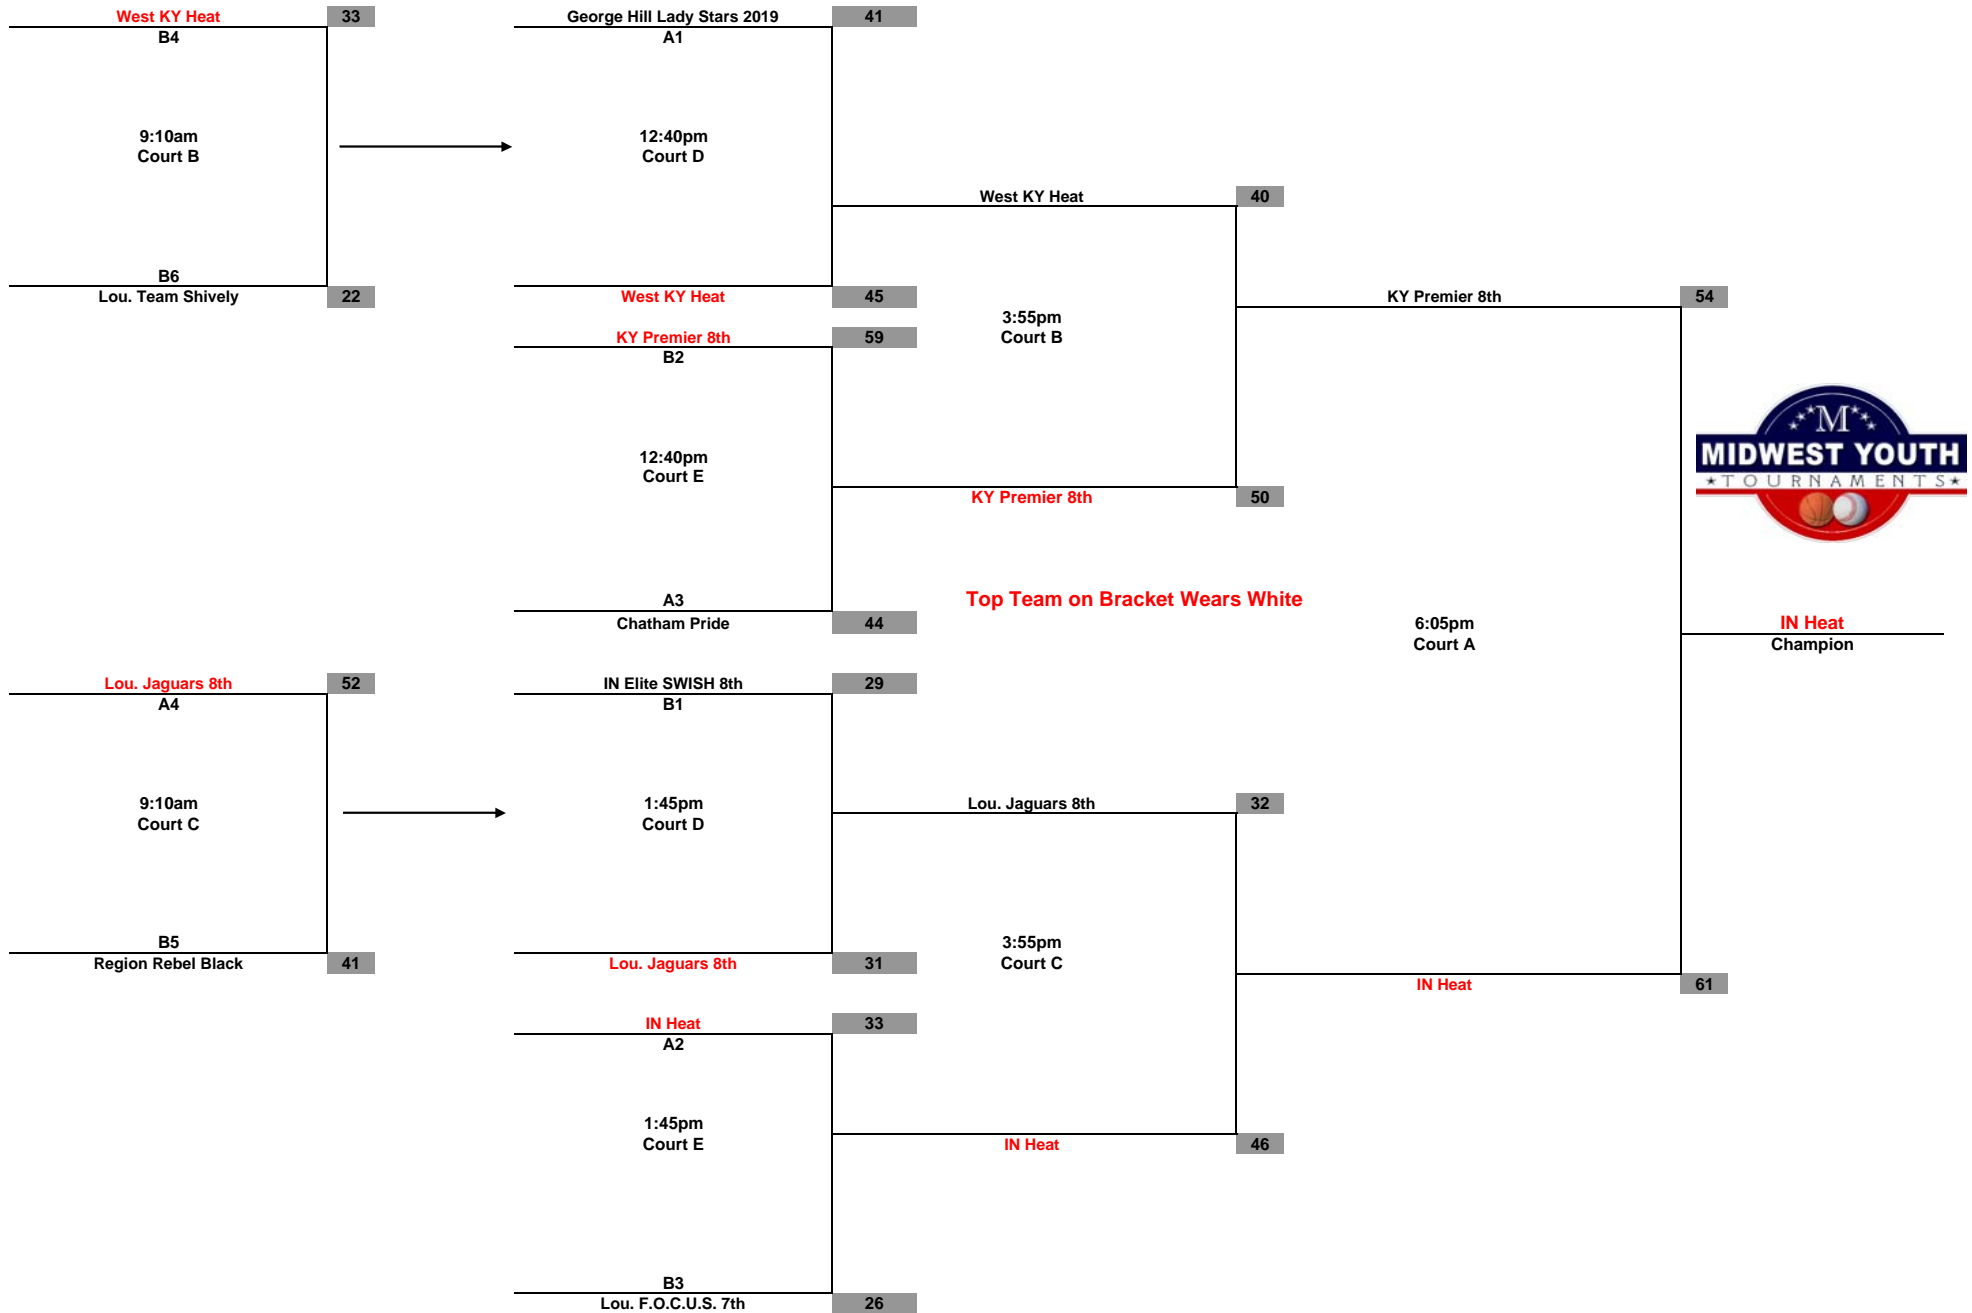 West KY Heat 33
B4
9:10am
Court B
B6
Lou. Team Shively 22
George Hill Lady Stars 2019 41
A1
12:40pm
Court D
West KY Heat 45
KY Premier 8th 59
B2
12:40pm
Court E
A3
Chatham Pride 44
West KY Heat 40
3:55pm
Court B
KY Premier 8th 50
KY Premier 8th 54
M
MIDWEST YOUTH
★TOURNAMENTS★
Top Team on Bracket Wears White
6:05pm
Court A
IN Heat
Champion
Lou. Jaguars 8th 52
A4
9:10am
Court C
B5
Region Rebel Black 41
IN Elite SWISH 8th 29
B1
1:45pm
Court D
Lou. Jaguars 8th 31
IN Heat 33
A2
1:45pm
Court E
B3
Lou. F.O.C.U.S. 7th 26
Lou. Jaguars 8th 32
3:55pm
Court C
IN Heat 46
IN Heat 61